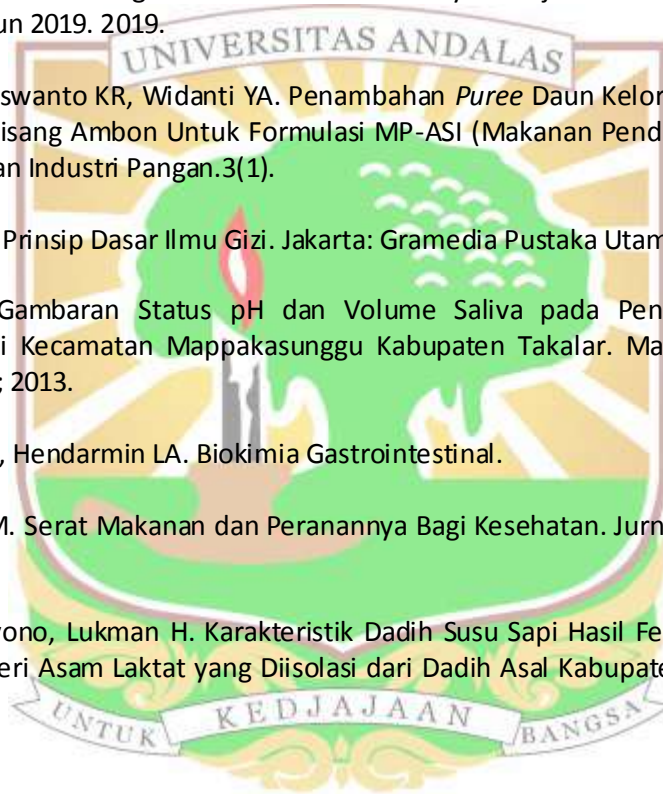 un 2019. 2019.
UNIVERSITAS ANDALAS
swanto KR, Widanti YA. Penambahan Puree Daun Kelor
isang Ambon Untuk Formulasi MP-ASI (Makanan Pend
an Industri Pangan.3(1).
Prinsip Dasar Ilmu Gizi. Jakarta: Gramedia Pustaka Utam
Gambaran Status pH dan Volume Saliva pada Pen
i Kecamatan Mappakasunggu Kabupaten Takalar. Ma
; 2013.
, Hendarmin LA. Biokimia Gastrointestinal.
M. Serat Makanan dan Peranannya Bagi Kesehatan. Jurn
ono, Lukman H. Karakteristik Dadih Susu Sapi Hasil Fe
eri Asam Laktat yang Diisolasi dari Dadih Asal Kabupate
UNTUK KEDJAJAAN BANGSA